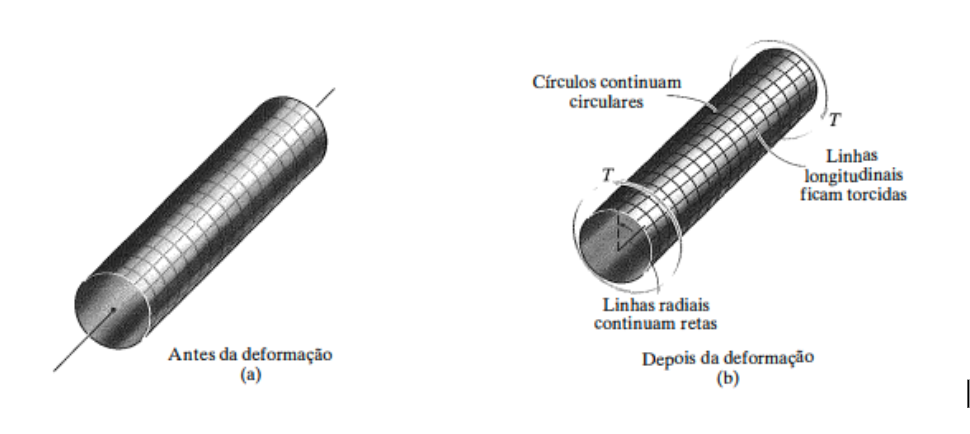 Antes da deformação
(a)
Círculos continuam
circulares
T
Linhas
longitudinais
ficam torcidas
T
Linhas radiais
continuam retas
Depois da deformação
(b)